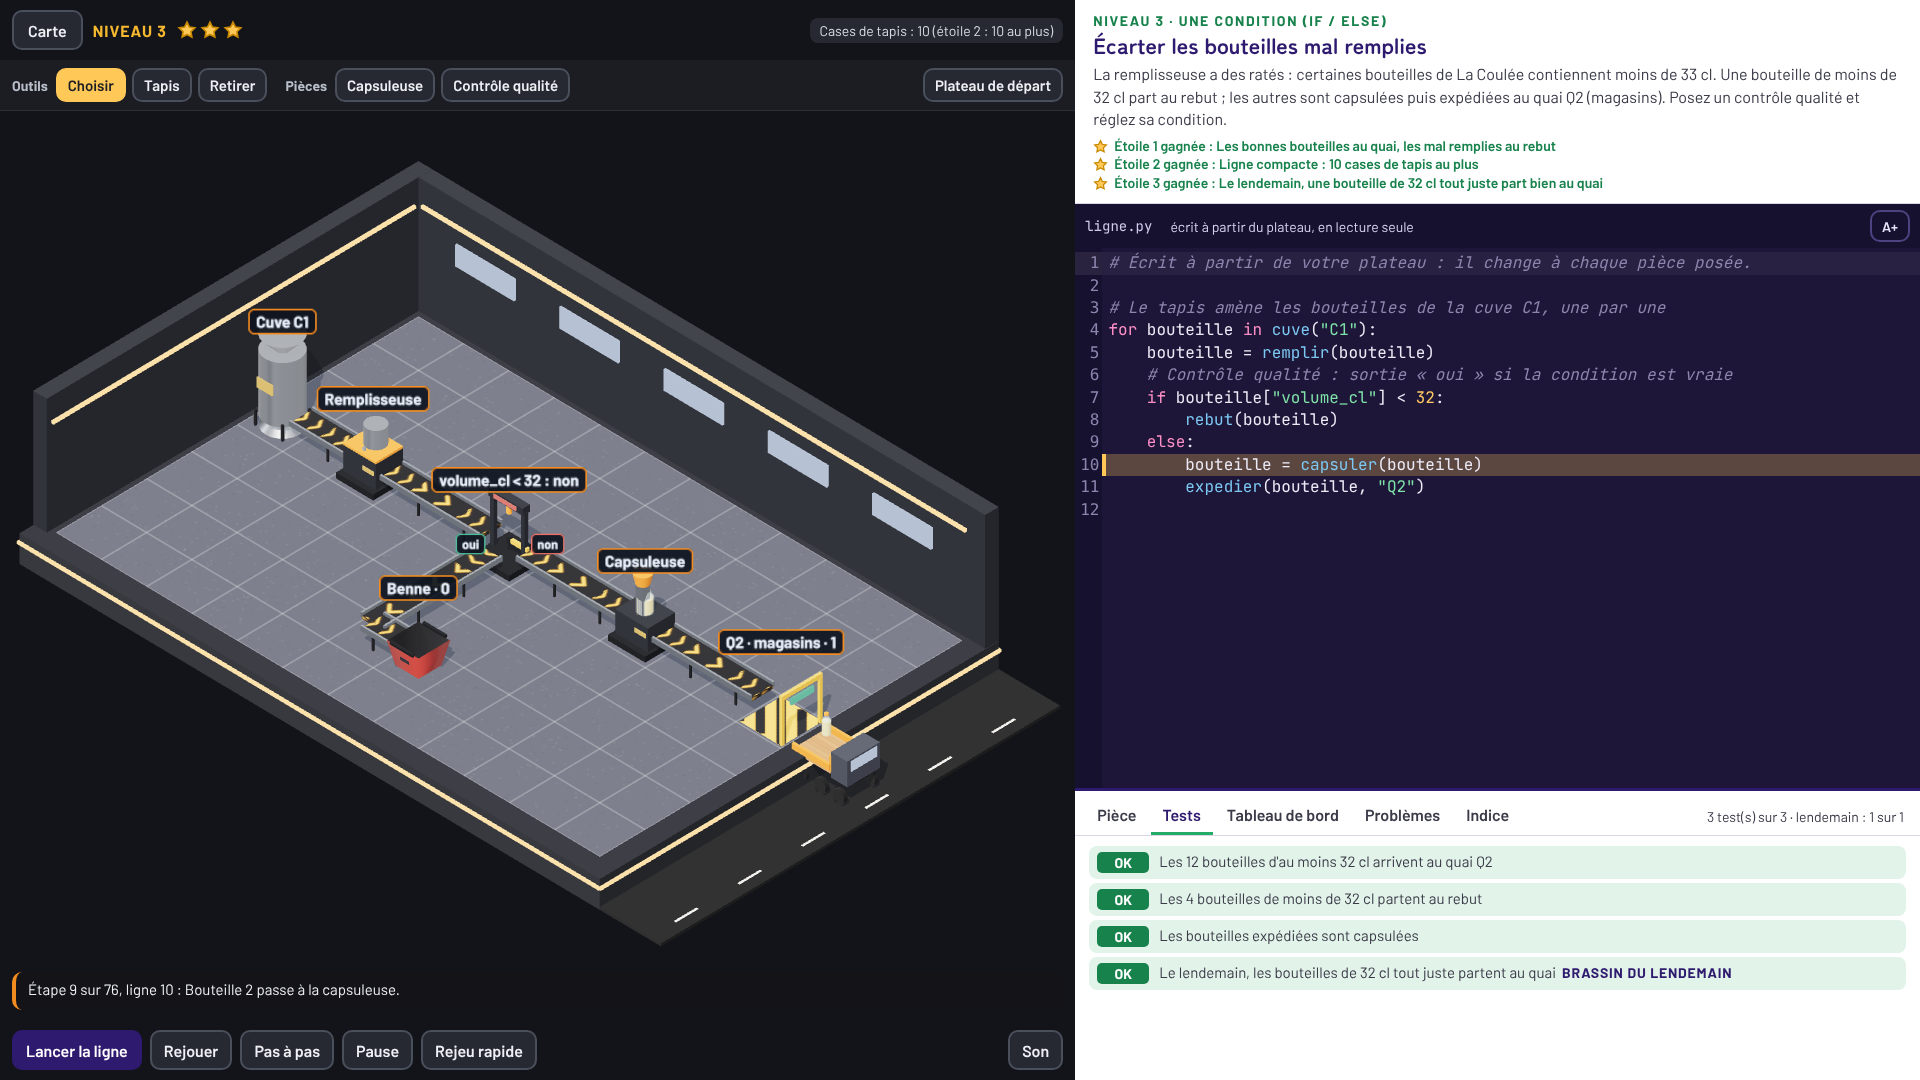 Carte
NIVEAU 3
Cases de tapis : 10 (étoile 2 : 10 au plus)
Outils
Choisir
Tapis
Retirer
Pièces
Capsuleuse
Contrôle qualité
Plateau de départ
Cuve C1
Remplisseuse
volume_cl < 32 : non
oui
non
Capsuleuse
Benne · 0
Q2 · magasins · 1
Étape 9 sur 76, ligne 10 : Bouteille 2 passe à la capsuleuse.
Lancer la ligne
Rejouer
Pas à pas
Pause
Rejeu rapide
Son
NIVEAU 3 · UNE CONDITION (IF / ELSE)
Écarter les bouteilles mal remplies
La remplisseuse a des ratés : certaines bouteilles de La Coulée contiennent moins de 33 cl. Une bouteille de moins de
32 cl part au rebut ; les autres sont capsulées puis expédiées au quai Q2 (magasins). Posez un contrôle qualité et
réglez sa condition.
Étoile 1 gagnée : Les bonnes bouteilles au quai, les mal remplies au rebut
Étoile 2 gagnée : Ligne compacte : 10 cases de tapis au plus
Étoile 3 gagnée : Le lendemain, une bouteille de 32 cl tout juste part bien au quai
ligne.py
écrit à partir du plateau, en lecture seule
A+
1 # Écrit à partir de votre plateau : il change à chaque pièce posée.
2
3 # Le tapis amène les bouteilles de la cuve C1, une par une
4 for bouteille in cuve("C1"):
5     bouteille = remplir(bouteille)
6     # Contrôle qualité : sortie « oui » si la condition est vraie
7     if bouteille["volume_cl"] < 32:
8         rebut(bouteille)
9     else:
10         bouteille = capsuler(bouteille)
11         expedier(bouteille, "Q2")
12
Pièce
Tests
Tableau de bord
Problèmes
Indice
3 test(s) sur 3 · lendemain : 1 sur 1
OK Les 12 bouteilles d'au moins 32 cl arrivent au quai Q2
OK Les 4 bouteilles de moins de 32 cl partent au rebut
OK Les bouteilles expédiées sont capsulées
OK Le lendemain, les bouteilles de 32 cl tout juste partent au quai BRASSIN DU LENDEMAIN